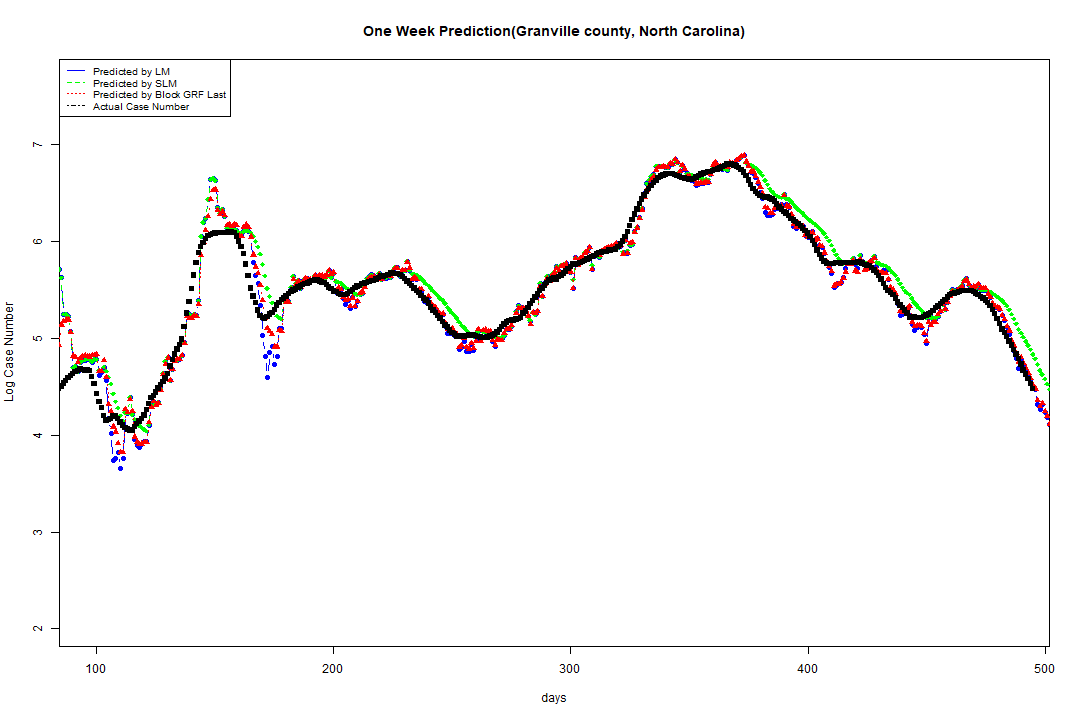 One Week Prediction(Granville county, North Carolina)
Predicted by LM
Predicted by SLM
Predicted by Block GRF Last
Actual Case Number
7
6
5
4
3
2
Log Case Number
100 200 300 400 500
days